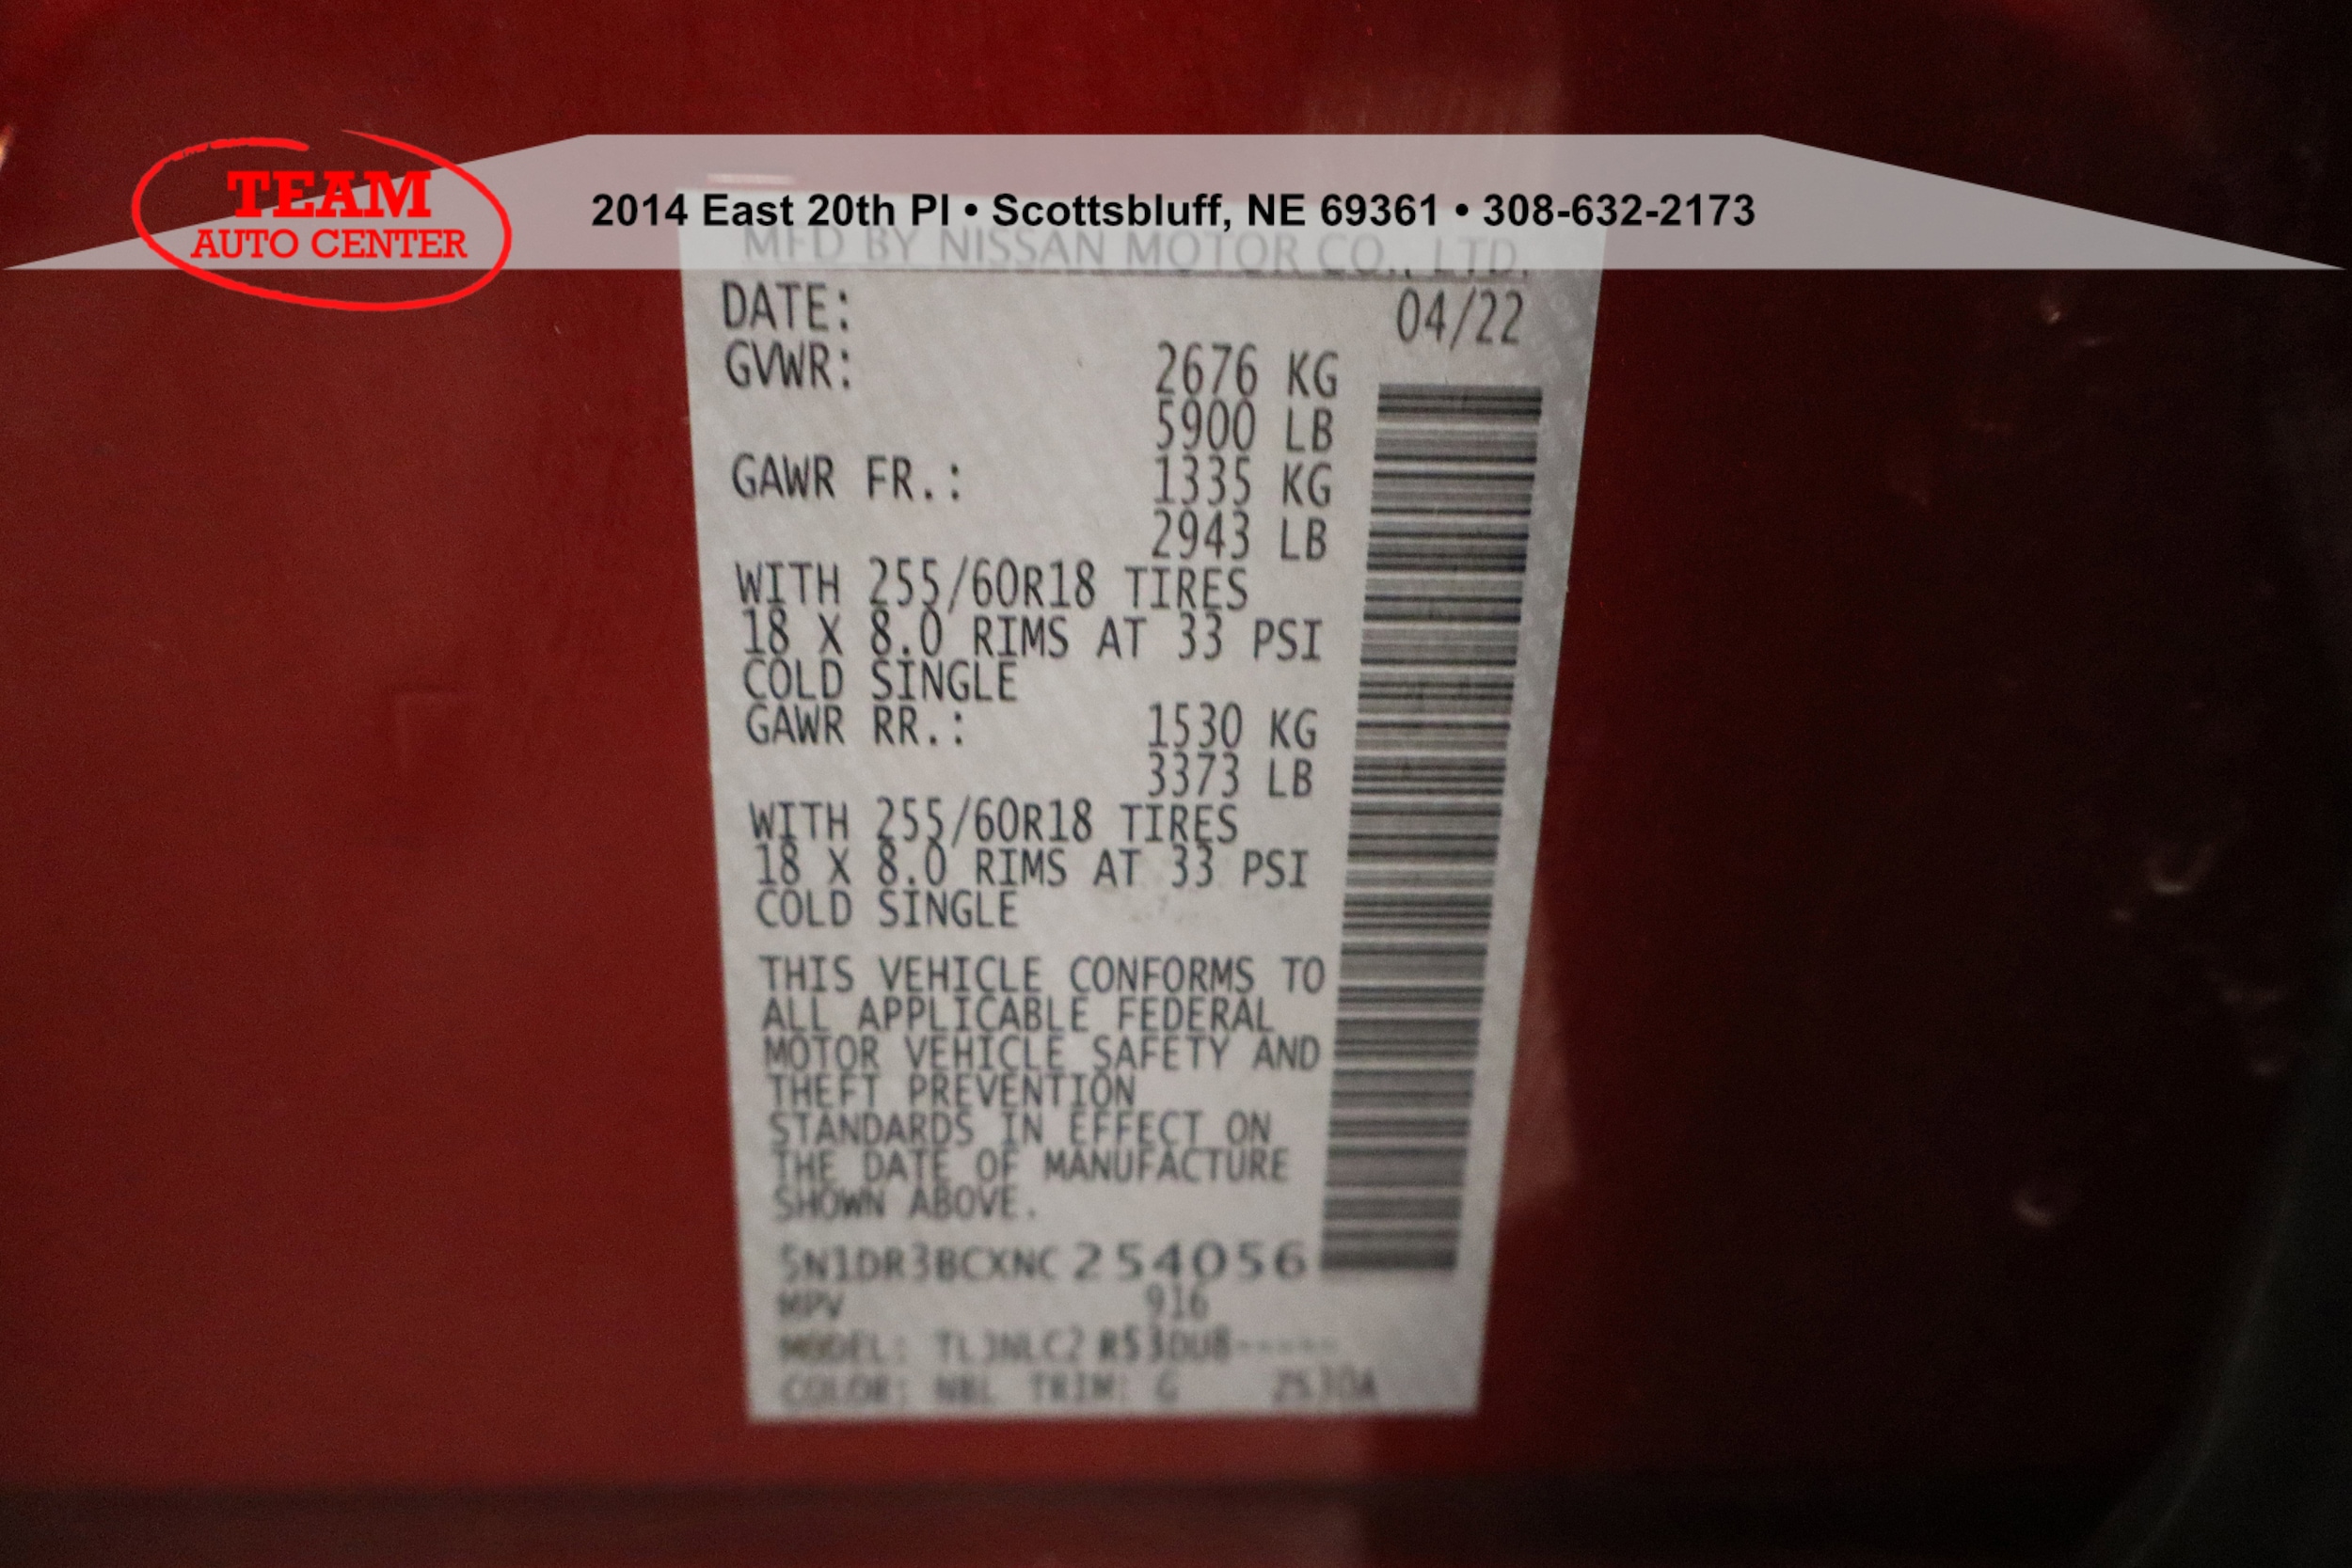 TEAM
AUTO CENTER
2014 East 20th Pl • Scottsbluff, NE 69361 • 308-632-2173
MFD BY NISSAN MOTOR CO., LTD.
DATE: 04/22
GVWR: 2676 KG
5900 LB
GAWR FR.: 1335 KG
2943 LB
WITH 255/60R18 TIRES
18 X 8.0 RIMS AT 33 PSI
COLD SINGLE
GAWR RR.: 1530 KG
3373 LB
WITH 255/60R18 TIRES
18 X 8.0 RIMS AT 33 PSI
COLD SINGLE
THIS VEHICLE CONFORMS TO
ALL APPLICABLE FEDERAL
MOTOR VEHICLE SAFETY AND
THEFT PREVENTION
STANDARDS IN EFFECT ON
THE DATE OF MANUFACTURE
SHOWN ABOVE.
5N1DR3BCXNC254056
MPV 916
MODEL:
COLOR: NBL TRIM: G